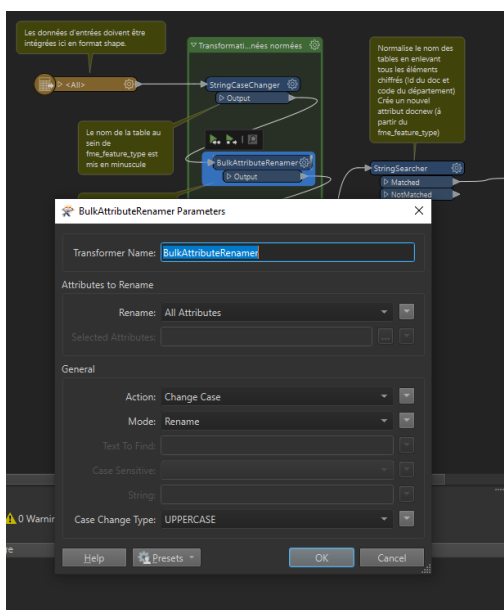 Les données d'entrées doivent être
intégrées ici en format shape.
<All>
Transformati...nées normées
StringCaseChanger
Output
Le nom de la table au
sein de
fme_feature_type est
mis en minuscule
BulkAttributeRenamer
Output
Normalise le nom des
tables en enlevant
tous les éléments
chiffrés (id du doc et
code du département)
Crée un nouvel
attribut docnew (à
partur du
fme_feature_type)
StringSearcher
Matched
NotMatched
BulkAttributeRenamer Parameters
Transformer Name: BulkAttributeRenamer
Attributes to Rename
Rename: All Attributes
Selected Attributes:
General
Action: Change Case
Mode: Rename
Text To Find:
Case Sensitive:
String:
Case Change Type: UPPERCASE
0 Warnin
Help
Presets
OK
Cancel